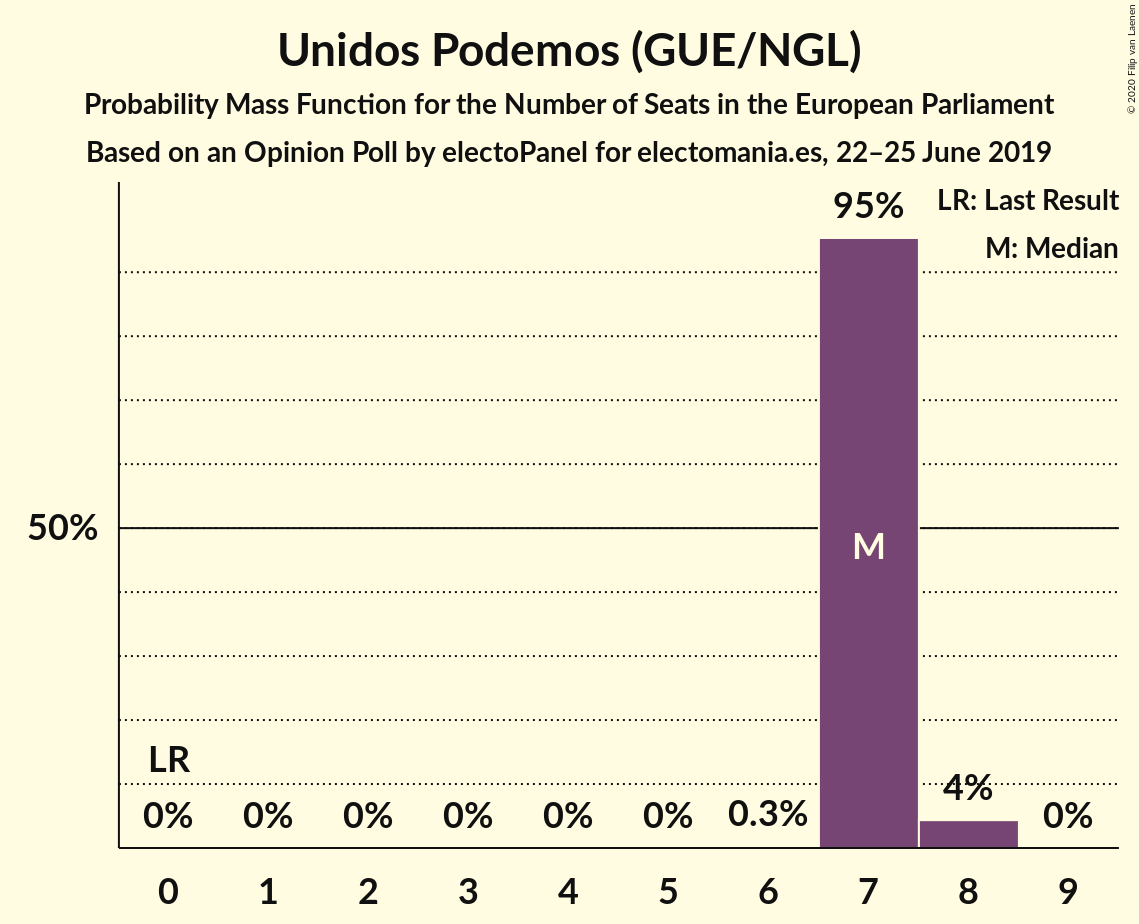 Unidos Podemos (GUE/NGL)
Probability Mass Function for the Number of Seats in the European Parliament
Based on an Opinion Poll by electoPanel for electomania.es, 22–25 June 2019
© 2020 Filip van Laenen
LR: Last Result
M: Median
95%
50%
M
LR
0% 0% 0% 0% 0% 0% 0.3% 4% 0%
0 1 2 3 4 5 6 7 8 9